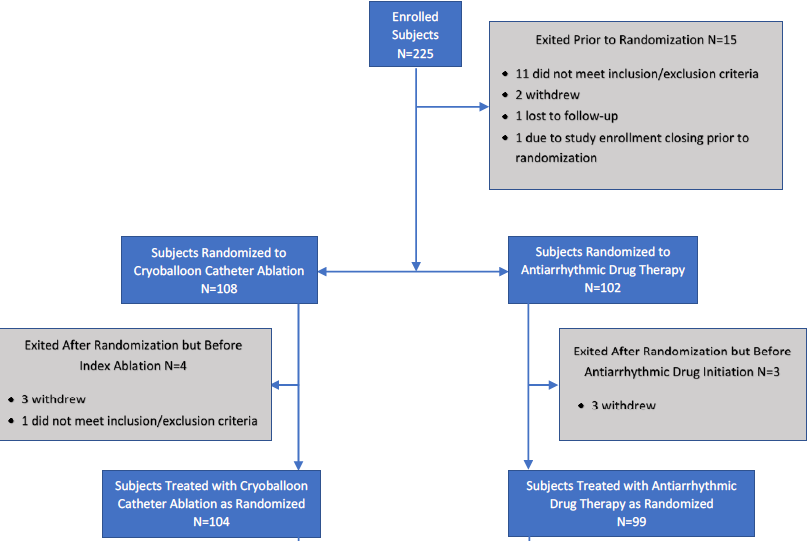 Enrolled
Subjects
N=225
Exited Prior to Randomization N=15
• 11 did not meet inclusion/exclusion criteria
• 2 withdrew
• 1 lost to follow-up
• 1 due to study enrollment closing prior to
randomization
Subjects Randomized to
Cryoballoon Catheter Ablation
N=108
Subjects Randomized to
Antiarrhythmic Drug Therapy
N=102
Exited After Randomization but Before
Index Ablation N=4
• 3 withdrew
• 1 did not meet inclusion/exclusion criteria
Exited After Randomization but Before
Antiarrhythmic Drug Initiation N=3
• 3 withdrew
Subjects Treated with Cryoballoon
Catheter Ablation as Randomized
N=104
Subjects Treated with Antiarrhythmic
Drug Therapy as Randomized
N=99